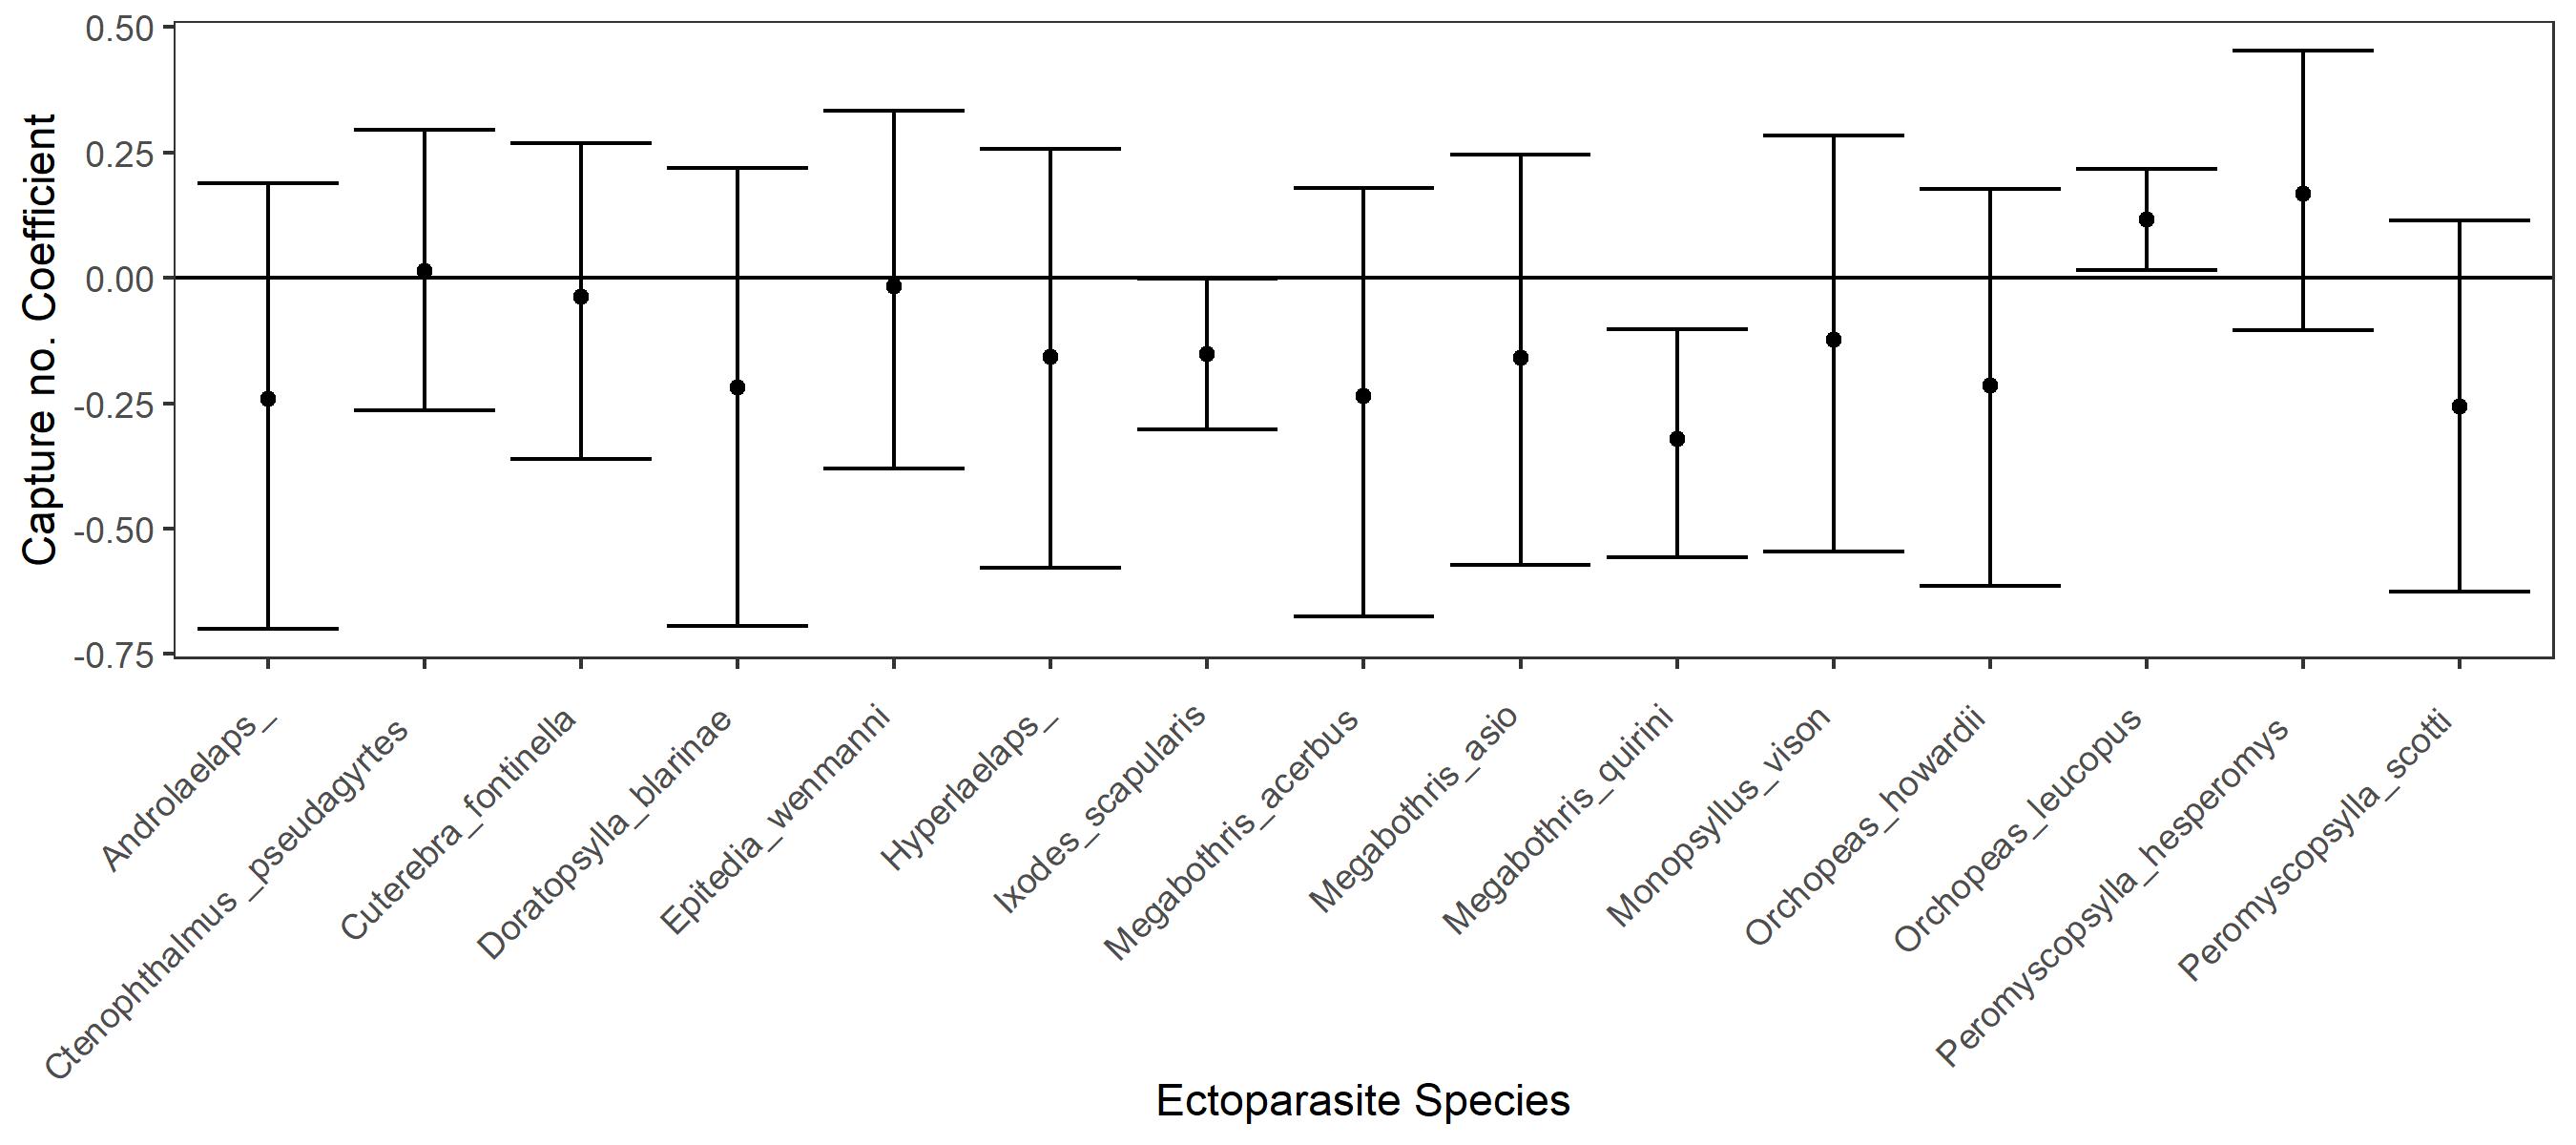 Capture no. Coefficient
0.50
0.25
0.00
-0.25
-0.50
-0.75
Androlaelaps_
Ctenophthalmus _pseudagyrtes
Cuterebra_fontinella
Doratopsylla_blarinae
Epitedia_wenmanni
Hyperlaelaps_
Ixodes_scapularis
Megabothris_acerbus
Megabothris_asio
Megabothris_quirini
Monopsyllus_vison
Orchopeas_howardii
Orchopeas_leucopus
Peromyscopsylla_hesperomys
Peromyscopsylla_scotti
Ectoparasite Species